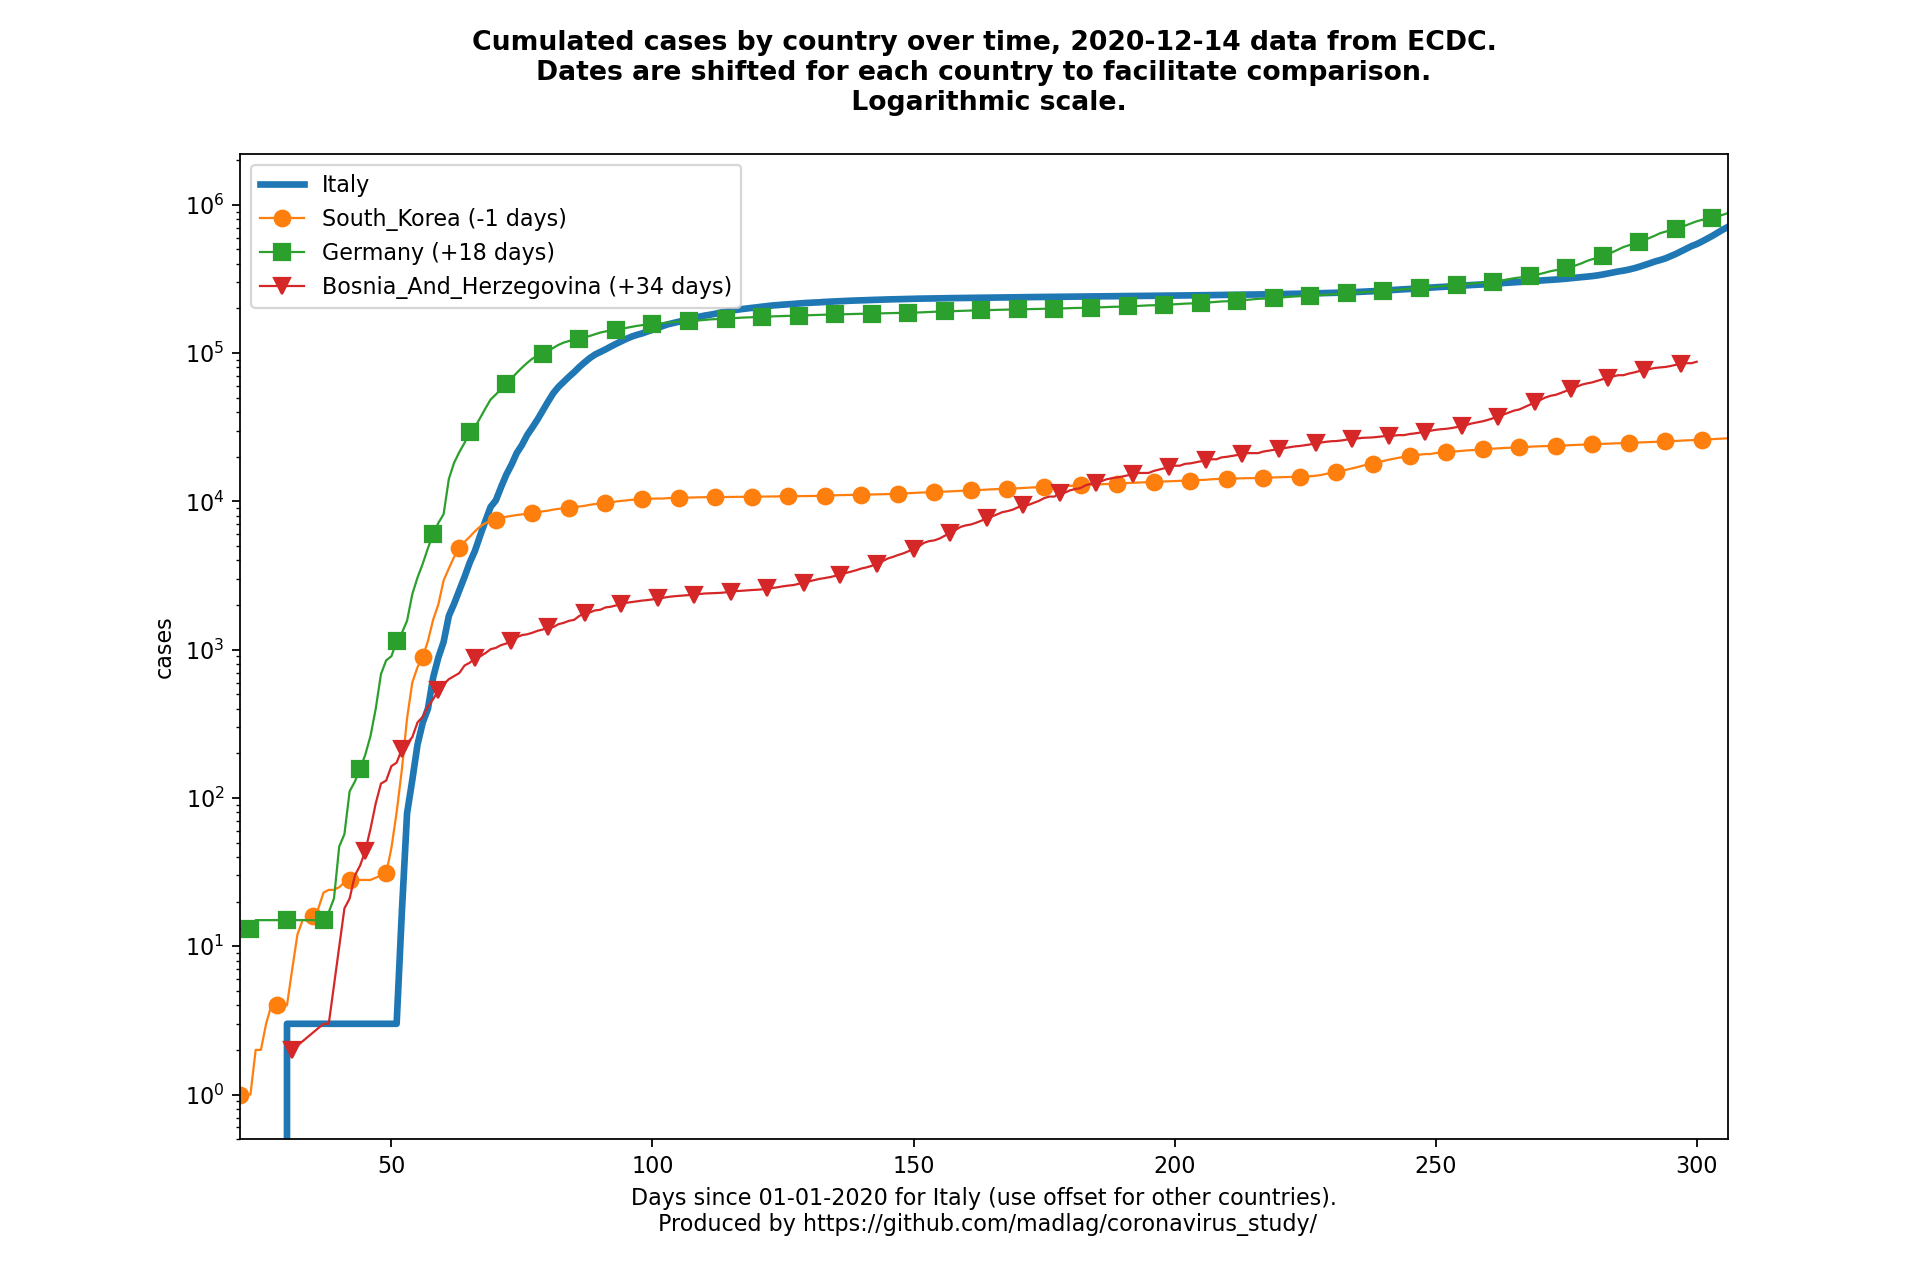 Cumulated cases by country over time, 2020-12-14 data from ECDC.
Dates are shifted for each country to facilitate comparison.
Logarithmic scale.
Italy
South_Korea (-1 days)
Germany (+18 days)
Bosnia_And_Herzegovina (+34 days)
10^6
10^5
10^4
10^3
10^2
10^1
10^0
cases
50 100 150 200 250 300
Days since 01-01-2020 for Italy (use offset for other countries).
Produced by https://github.com/madlag/coronavirus_study/